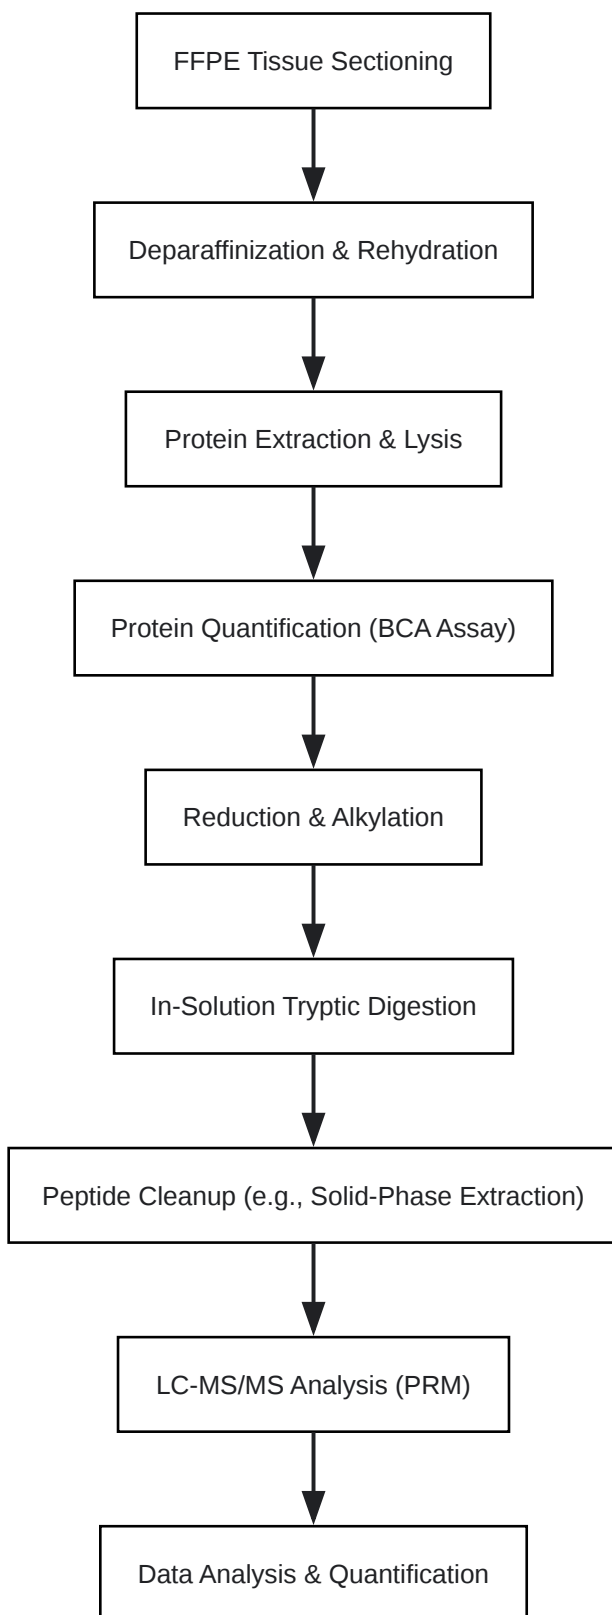 FFPE Tissue Sectioning
Deparaffinization & Rehydration
Protein Extraction & Lysis
Protein Quantification (BCA Assay)
Reduction & Alkylation
In-Solution Tryptic Digestion
Peptide Cleanup (e.g., Solid-Phase Extraction)
LC-MS/MS Analysis (PRM)
Data Analysis & Quantification